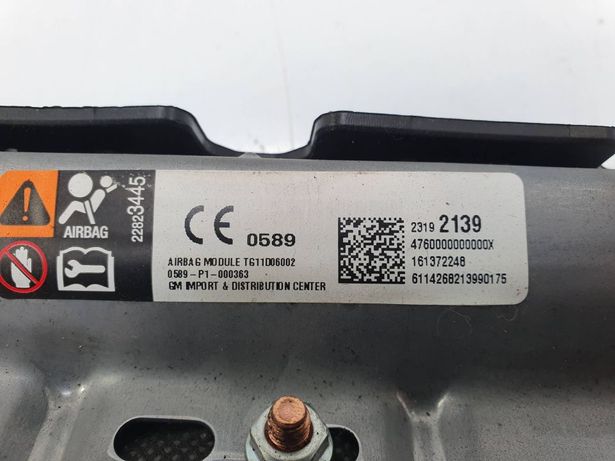 AIRBAG
22823445
CE 0589
AIRBAG MODULE TG11D06002
0589-P1-000363
GM IMPORT & DISTRIBUTION CENTER
2319 2139
4760000000000X
161372248
6114268213990175